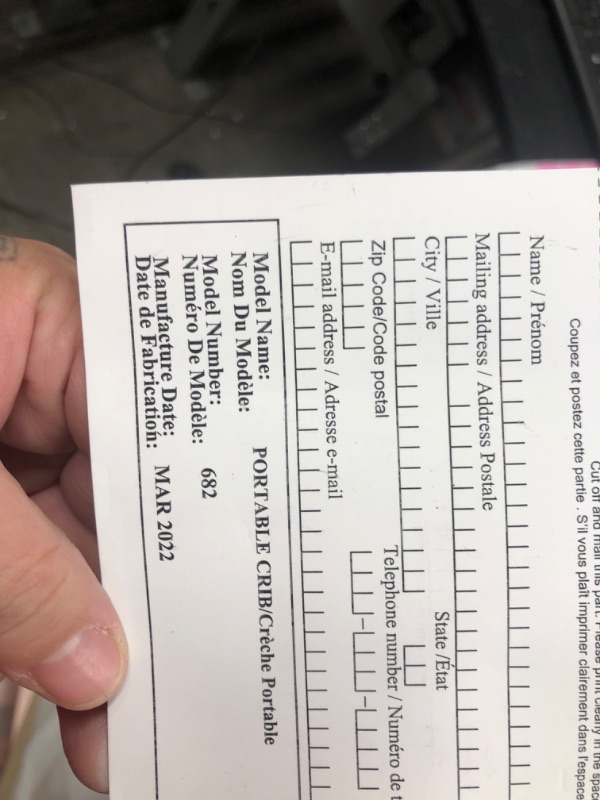 Cut off and mail this part. Please print clearly in the
Coupez et postez cette partie . S'il vous plaît imprimer clairement dans l'espace
Name / Prénom
Mailing address / Address Postale
City / Ville
State /État
Zip Code/Code postal
Telephone number / Numéro de
E-mail address / Adresse e-mail
Model Name:
Nom Du Modèle: PORTABLE CRIB/Crèche Portable
Model Number:
Numéro De Modèle: 682
Manufacture Date:
Date de Fabrication: MAR 2022